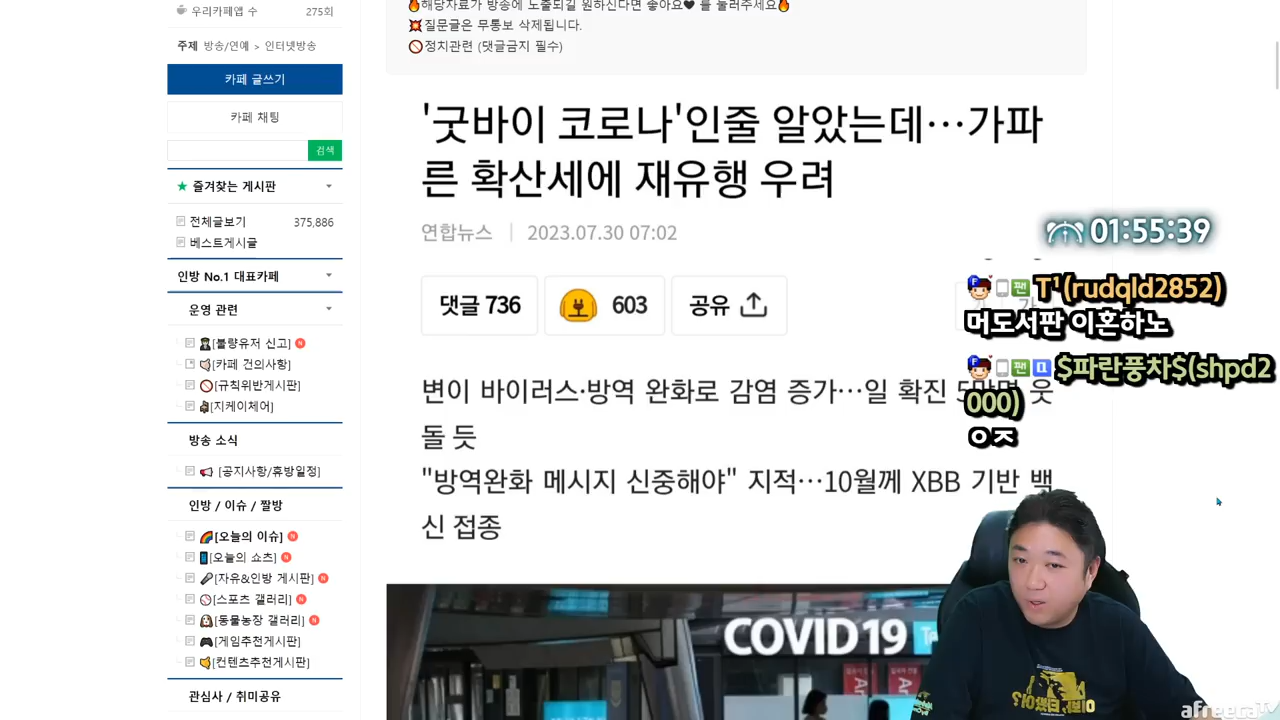 우리카페앱 수 275회
주제 방송/연예 > 인터넷방송
카페 글쓰기
카페 채팅
검색
즐겨찾는 게시판
전체글보기 375,886
베스트게시글
인방 No.1 대표카페
운영 관련
[불량유저 신고] N
[카페 건의사항]
[규칙위반게시판]
[지케이체어]
방송 소식
[공지사항/휴방일정]
인방 / 이슈 / 짤방
[오늘의 이슈] N
[오늘의 쇼츠] N
[자유&인방 게시판] N
[스포츠 갤러리] N
[동물농장 갤러리] N
[게임추천게시판]
[컨텐츠추천게시판]
관심사 / 취미공유
🔥해당자료가 방송에 노출되길 원하신다면 좋아요♥ 를 눌러주세요🔥
💥질문글은 무통보 삭제됩니다.
🚫정치관련 (댓글금지 필수)
'굿바이 코로나'인줄 알았는데…가파
른 확산세에 재유행 우려
연합뉴스 | 2023.07.30 07:02
댓글 736
603
공유
변이 바이러스·방역 완화로 감염 증가…일 확진 5만명 웃
돌 듯
"방역완화 메시지 신중해야" 지적…10월께 XBB 기반 백
신 접종
COVID 19
01:55:39
팬 T¹(rudqld2852)
머도서판 이혼하노
팬 $파란풍차$(shpd2
000)
ㅇㅈ
afreecaTV